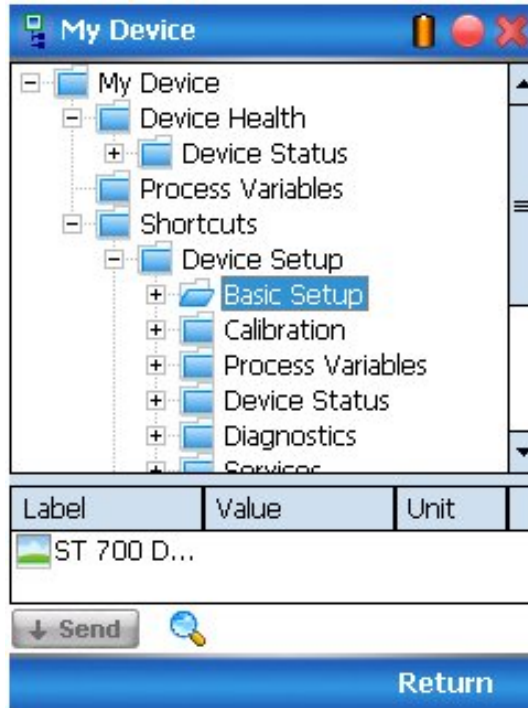 My Device
My Device
Device Health
Device Status
Process Variables
Shortcuts
Device Setup
Basic Setup
Calibration
Process Variables
Device Status
Diagnostics
Services
Label Value Unit
ST 700 D...
Send
Return